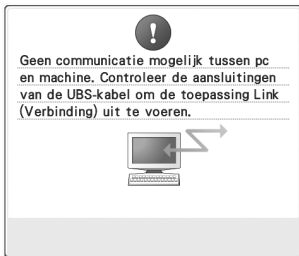 Geen communicatie mogelijk tussen pc
en machine. Controleer de aansluitingen
van de UBS-kabel om de toepassing Link
(Verbinding) uit te voeren.